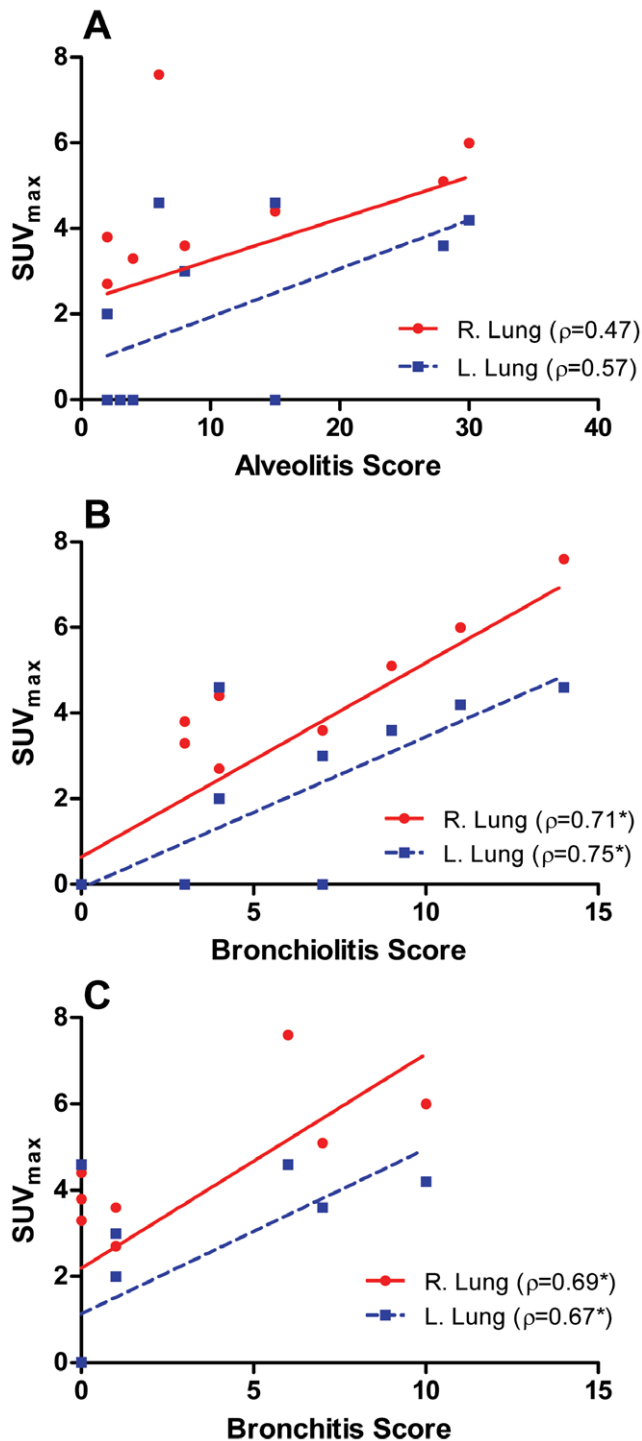 A
8
6
4
2
0
SUVmax
0 10 20 30 40
R. Lung (ρ=0.47)
L. Lung (ρ=0.57)
Alveolitis Score
B
8
6
4
2
0
SUVmax
0 5 10 15
R. Lung (ρ=0.71*)
L. Lung (ρ=0.75*)
Bronchiolitis Score
C
8
6
4
2
0
SUVmax
0 5 10 15
R. Lung (ρ=0.69*)
L. Lung (ρ=0.67*)
Bronchitis Score